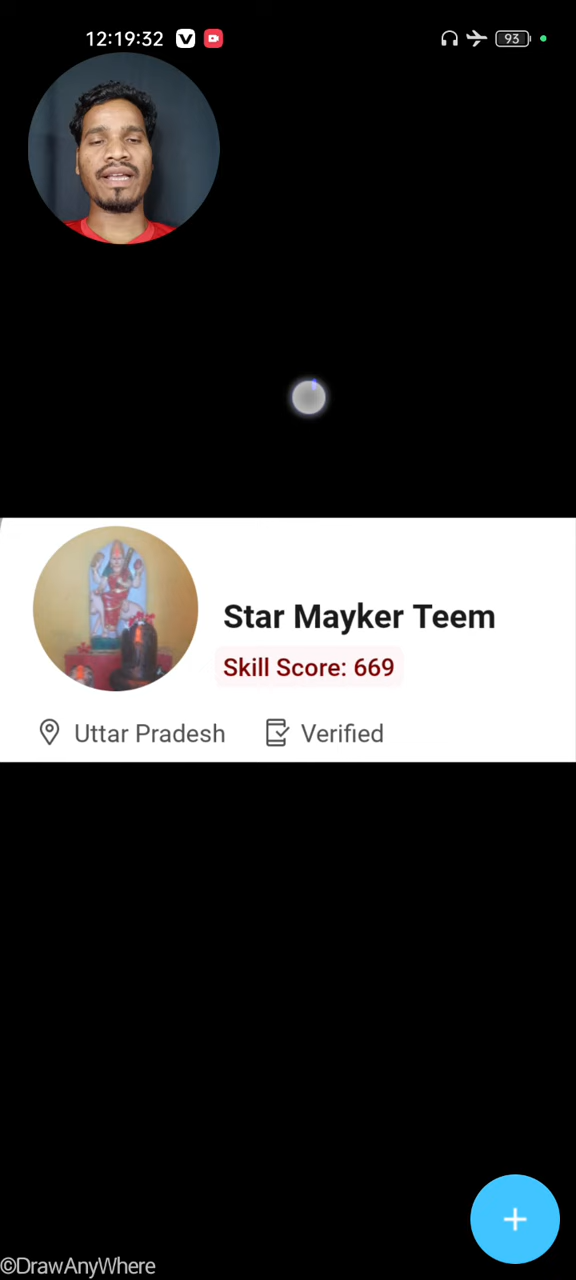 12:19:32
93
Star Mayker Teem
Skill Score: 669
Uttar Pradesh
Verified
©DrawAnyWhere